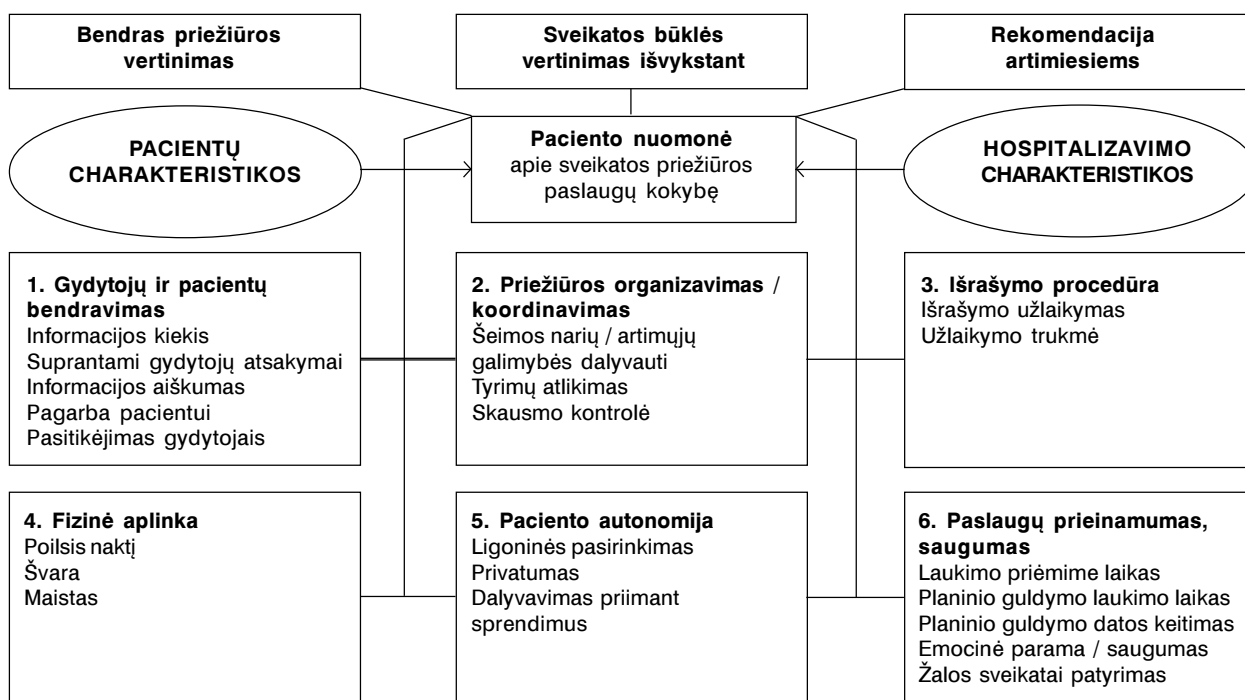 Bendras priežiūros
vertinimas
Sveikatos būklės
vertinimas išvykstant
Rekomendacija
artimiesiems
PACIENTŲ
CHARAKTERISTIKOS
Paciento nuomonė
apie sveikatos priežiūros
paslaugų kokybę
HOSPITALIZAVIMO
CHARAKTERISTIKOS
1. Gydytojų ir pacientų
bendravimas
Informacijos kiekis
Suprantami gydytojų atsakymai
Informacijos aiškumas
Pagarba pacientui
Pasitikėjimas gydytojais
2. Priežiūros organizavimas /
koordinavimas
Šeimos narių / artimųjų
galimybės dalyvauti
Tyrimų atlikimas
Skausmo kontrolė
3. Išrašymo procedūra
Išrašymo užlaikymas
Užlaikymo trukmė
4. Fizinė aplinka
Poilsis naktį
Švara
Maistas
5. Paciento autonomija
Ligoninės pasirinkimas
Privatumas
Dalyvavimas priimant
sprendimus
6. Paslaugų prieinamumas,
saugumas
Laukimo priėmime laikas
Planinio guldymo laukimo laikas
Planinio guldymo datos keitimas
Emocinė parama / saugumas
Žalos sveikatai patyrimas